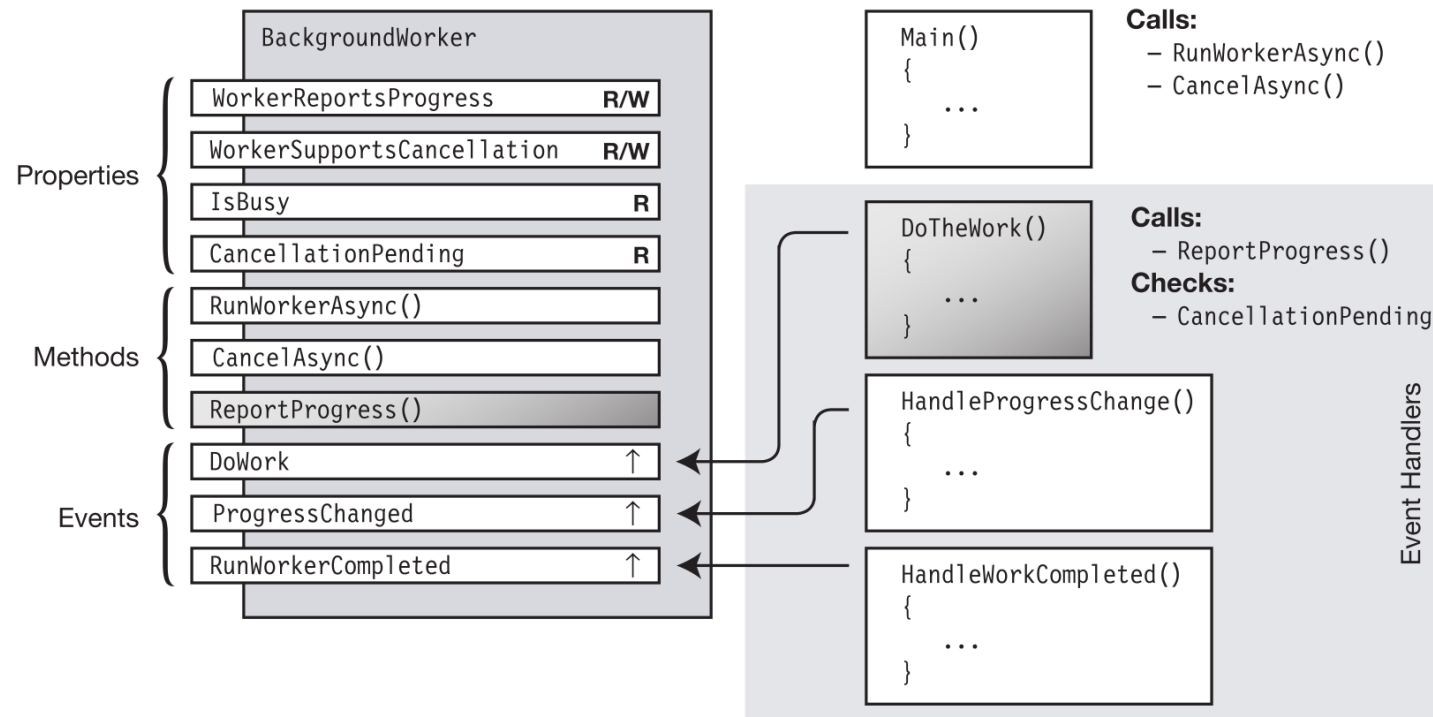 BackgroundWorker
Properties
WorkerReportsProgress R/W
WorkerSupportsCancellation R/W
IsBusy R
CancellationPending R
Methods
RunWorkerAsync()
CancelAsync()
ReportProgress()
Events
DoWork ↑
ProgressChanged ↑
RunWorkerCompleted ↑
Main()
{
...
}
Calls:
– RunWorkerAsync()
– CancelAsync()
DoTheWork()
{
...
}
Calls:
– ReportProgress()
Checks:
– CancellationPending
HandleProgressChange()
{
...
}
HandleWorkCompleted()
{
...
}
Event Handlers